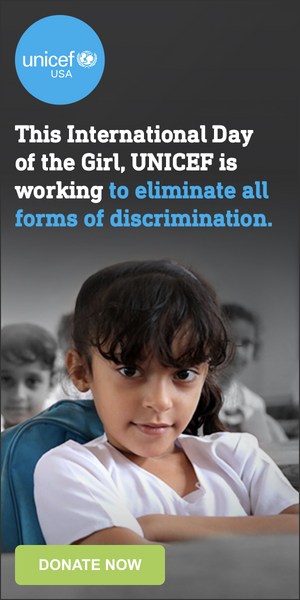 unicef
USA
This International Day
of the Girl, UNICEF is
working to eliminate all
forms of discrimination.
DONATE NOW